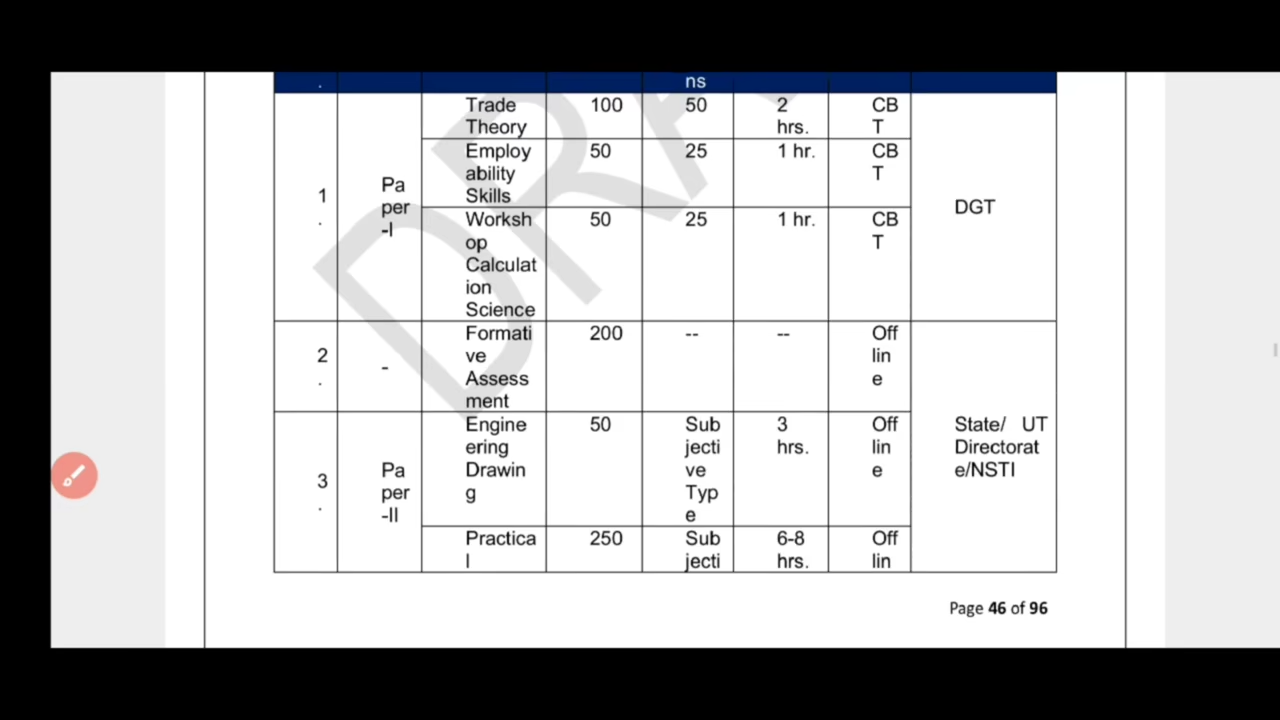 . ns
Trade 100 50 2 CB
Theory hrs. T
Employ 50 25 1 hr. CB
ability T
Skills
1 Pa DGT
. per
-I
Worksh 50 25 1 hr. CB
op T
Calculat
ion
Science
Formati 200 -- -- Off
2 ve lin
. - Assess e
ment
Engine 50 Sub 3 Off State/ UT
ering jecti hrs. lin Directorat
3 Pa Drawin ve e e/NSTI
. per g Typ
-II e
Practica 250 Sub 6-8 Off
l jecti hrs. lin
Page 46 of 96